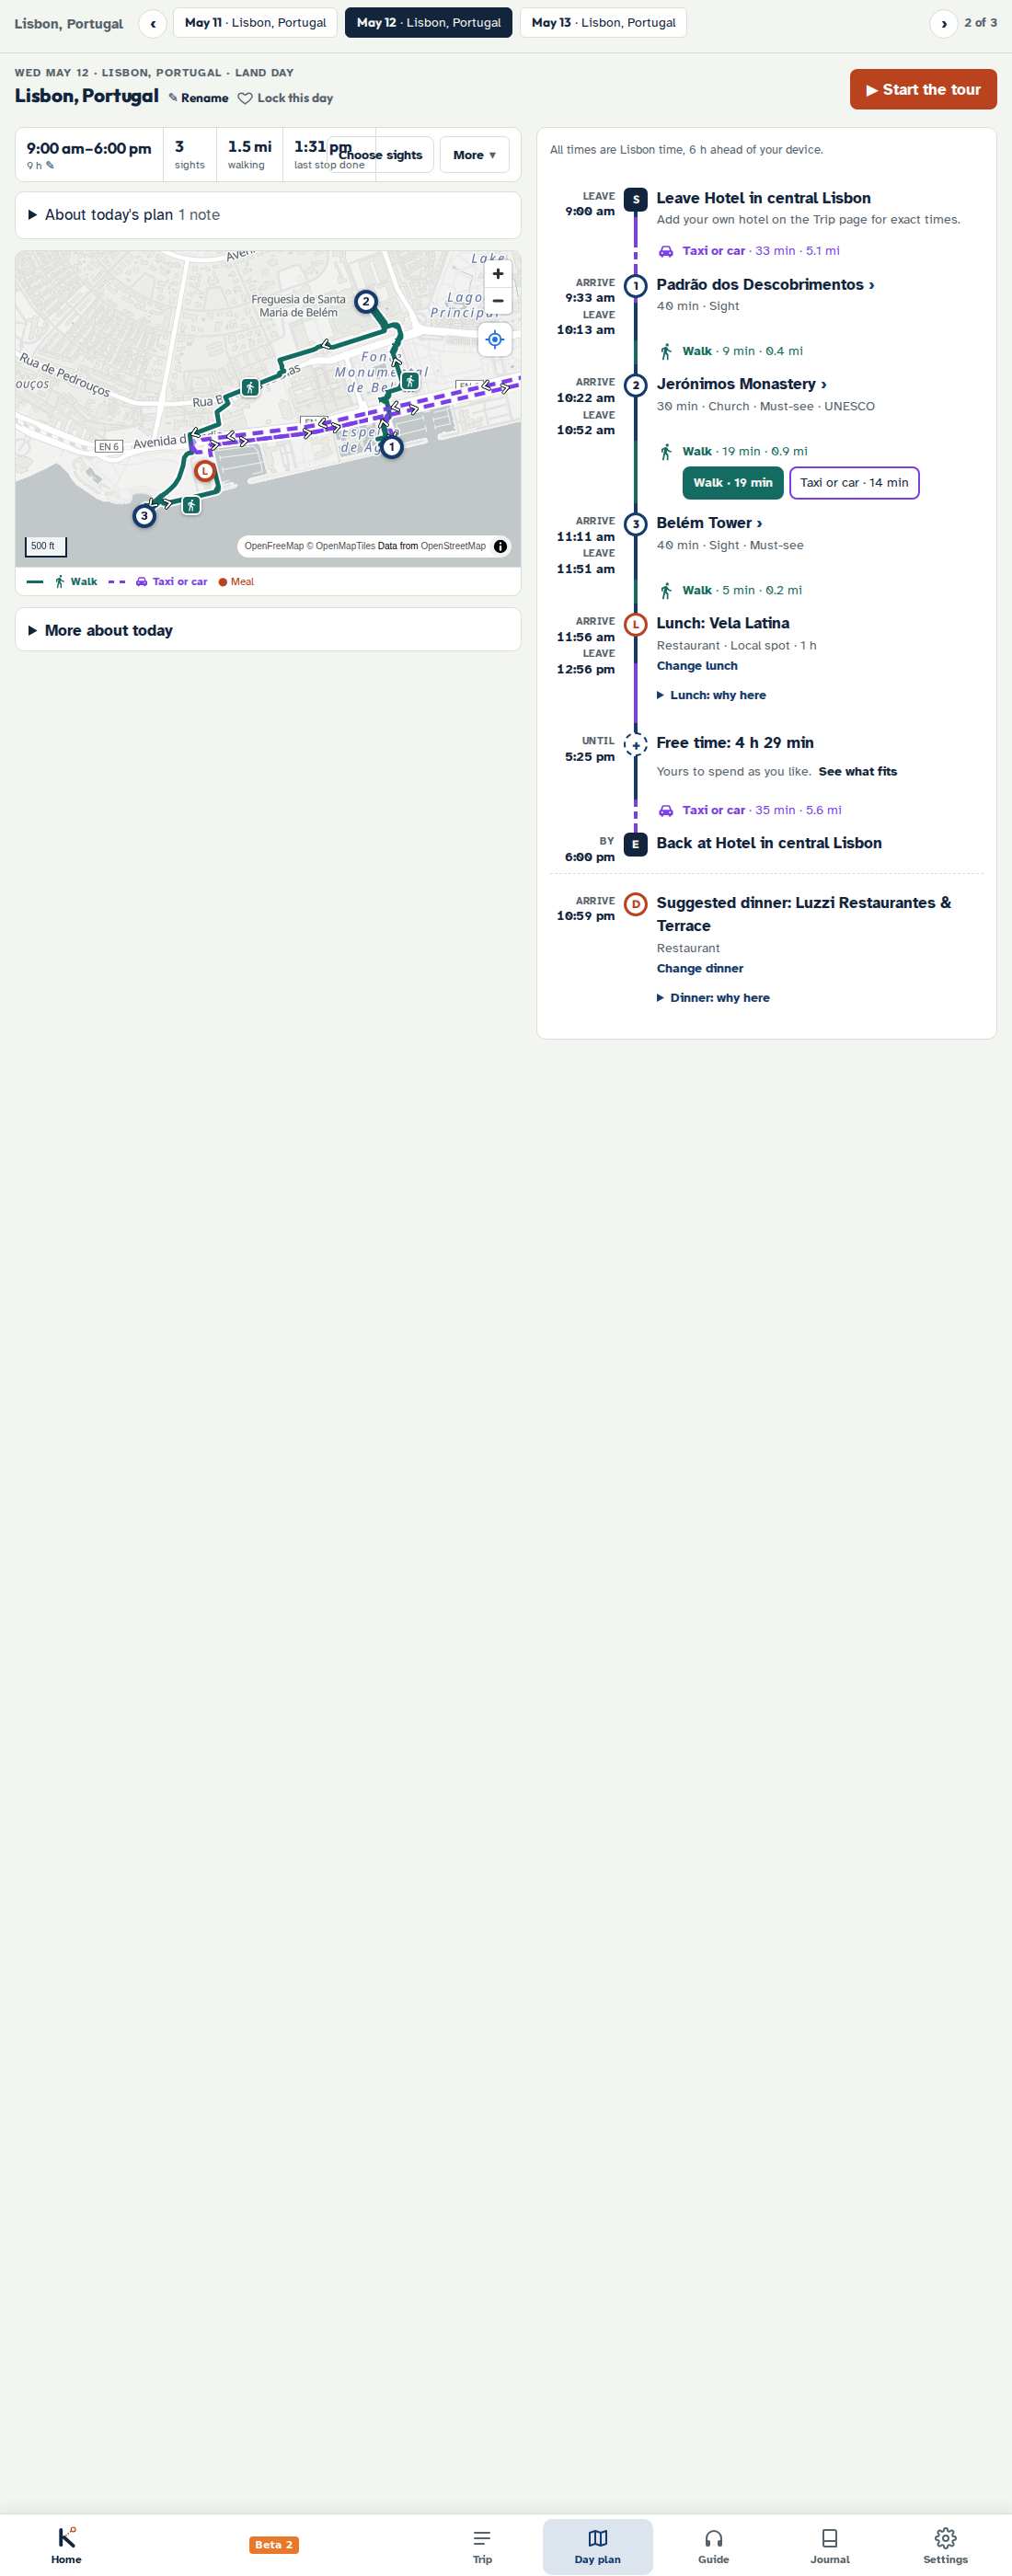 Lisbon, Portugal
‹
May 11 · Lisbon, Portugal
May 12 · Lisbon, Portugal
May 13 · Lisbon, Portugal
›
2 of 3
WED MAY 12 · LISBON, PORTUGAL · LAND DAY
Lisbon, Portugal
✎ Rename
Lock this day
▶ Start the tour
9:00 am–6:00 pm
9 h ✎
3
sights
1.5 mi
walking
1:31 pm
last stop done
Choose sights
More ▼
▶ About today's plan 1 note
Lake
Lago
Principal
Freguesia de Santa
Maria de Belém
2
+
−
Rua de Pedrouços
EN 6
Avenida d
1
L
3
500 ft
OpenFreeMap © OpenMapTiles Data from OpenStreetMap
Walk
Taxi or car
Meal
▶ More about today
All times are Lisbon time, 6 h ahead of your device.
LEAVE
9:00 am
S
Leave Hotel in central Lisbon
Add your own hotel on the Trip page for exact times.
Taxi or car · 33 min · 5.1 mi
ARRIVE
9:33 am
LEAVE
10:13 am
1
Padrão dos Descobrimentos ›
40 min · Sight
Walk · 9 min · 0.4 mi
ARRIVE
10:22 am
LEAVE
10:52 am
2
Jerónimos Monastery ›
30 min · Church · Must-see · UNESCO
Walk · 19 min · 0.9 mi
Walk · 19 min
Taxi or car · 14 min
ARRIVE
11:11 am
LEAVE
11:51 am
3
Belém Tower ›
40 min · Sight · Must-see
Walk · 5 min · 0.2 mi
ARRIVE
11:56 am
LEAVE
12:56 pm
L
Lunch: Vela Latina
Restaurant · Local spot · 1 h
Change lunch
▶ Lunch: why here
UNTIL
5:25 pm
+
Free time: 4 h 29 min
Yours to spend as you like. See what fits
Taxi or car · 35 min · 5.6 mi
BY
6:00 pm
E
Back at Hotel in central Lisbon
ARRIVE
10:59 pm
D
Suggested dinner: Luzzi Restaurantes &
Terrace
Restaurant
Change dinner
▶ Dinner: why here
Home
Beta 2
Trip
Day plan
Guide
Journal
Settings